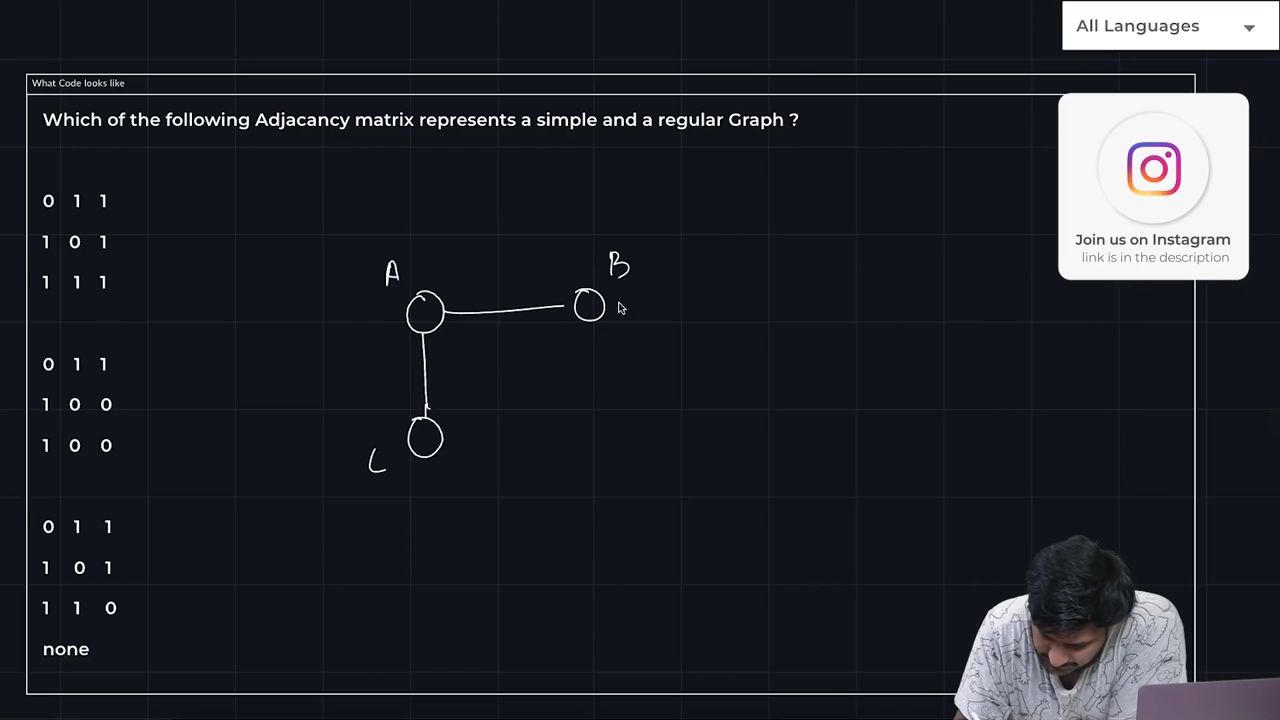 All Languages
What Code looks like
Which of the following Adjacancy matrix represents a simple and a regular Graph ?
Join us on Instagram
link is in the description
0 1 1
1 0 1
1 1 1
A
B
0 1 1
1 0 0
1 0 0
C
0 1 1
1 0 1
1 1 0
none